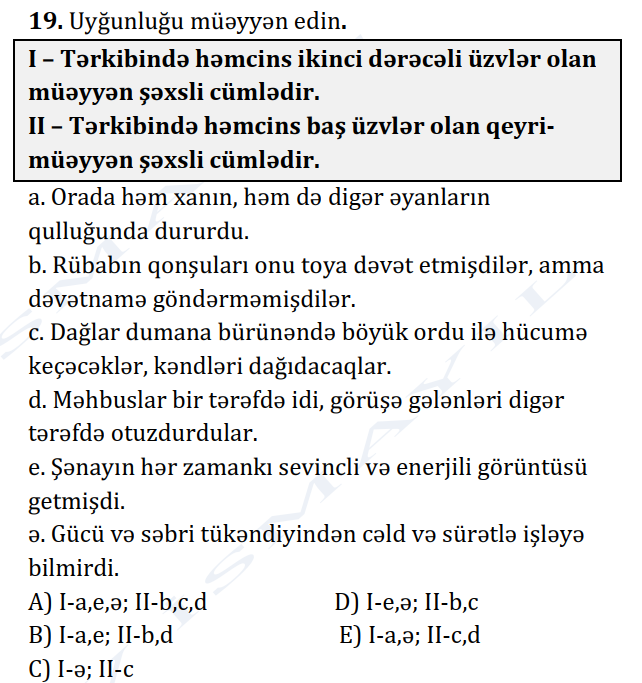 19. Uyğunluğu müəyyən edin.
I – Tərkibində həmcins ikinci dərəcəli üzvlər olan
müəyyən şəxsli cümlədir.
II – Tərkibində həmcins baş üzvlər olan qeyri-
müəyyən şəxsli cümlədir.
a. Orada həm xanın, həm də digər əyanların
qulluğunda dururdu.
b. Rübabın qonşuları onu toya dəvət etmişdilər, amma
dəvətnamə göndərməmişdilər.
c. Dağlar dumana bürünəndə böyük ordu ilə hücumə
keçəcəklər, kəndləri dağıdacaqlar.
d. Məhbuslar bir tərəfdə idi, görüşə gələnləri digər
tərəfdə otuzdurdular.
e. Şənayın hər zamankı sevincli və enerjili görüntüsü
getmişdi.
ə. Gücü və səbri tükəndiyindən cəld və sürətlə işləyə
bilmirdi.
A) I-a,e,ə; II-b,c,d D) I-e,ə; II-b,c
B) I-a,e; II-b,d E) I-a,ə; II-c,d
C) I-ə; II-c